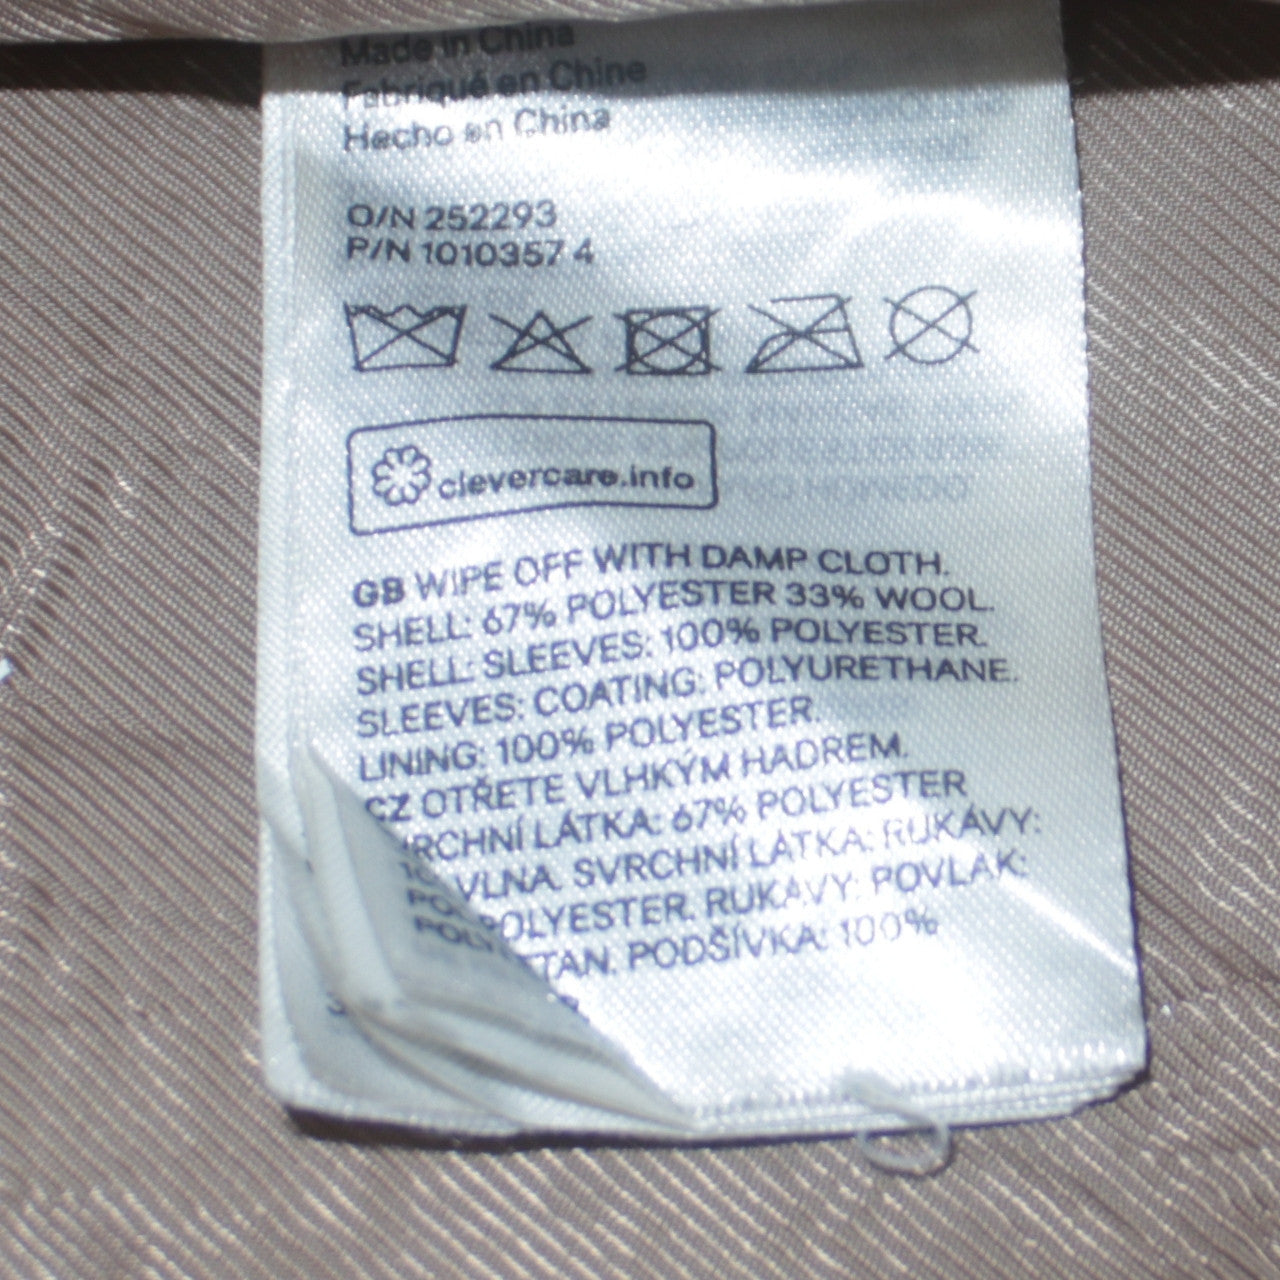 Made in China
Fabriqué en Chine
Hecho en China
O/N 252293
P/N 1010357 4
clevercare.info
GB WIPE OFF WITH DAMP CLOTH.
SHELL: 67% POLYESTER 33% WOOL.
SHELL: SLEEVES: 100% POLYESTER.
SLEEVES: COATING: POLYURETHANE.
LINING: 100% POLYESTER.
CZ OTŘETE VLHKÝM HADREM.
RCHNÍ LÁTKA: 67% POLYESTER
VLNA. SVRCHNÍ LÁTKA: RUKÁVY:
POLYESTER. RUKÁVY: POVLAK:
TAN. PODŠÍVKA: 100%